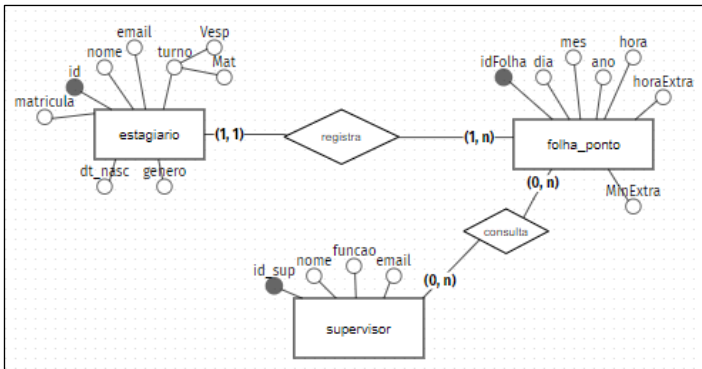 email
nome
turno
Vesp
Mat
id
matricula
estagiario
dt_nasc
genero
(1, 1)
registra
(1, n)
idFolha
dia
mes
ano
hora
horaExtra
folha_ponto
MinExtra
(0, n)
consulta
(0, n)
id_sup
nome
funcao
email
supervisor